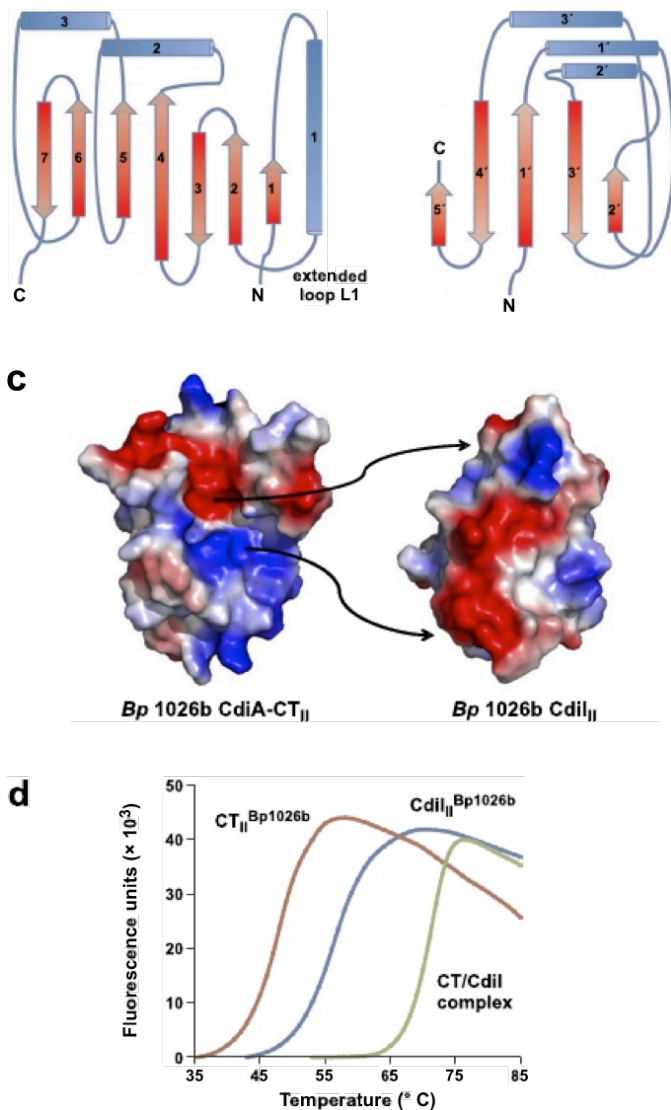 3
2
1
7
6
5
4
3
2
1
C
N
extended
loop L1
3´
1´
2´
C
5´
4´
1´
3´
2´
N
c
Bp 1026b CdiA-CTII
Bp 1026b CdiIII
d
Fluorescence units (× 10³)
50
40
30
20
10
0
CTIIBp1026b
CdiIIIBp1026b
CT/CdiI
complex
35
45
55
65
75
85
Temperature (° C)